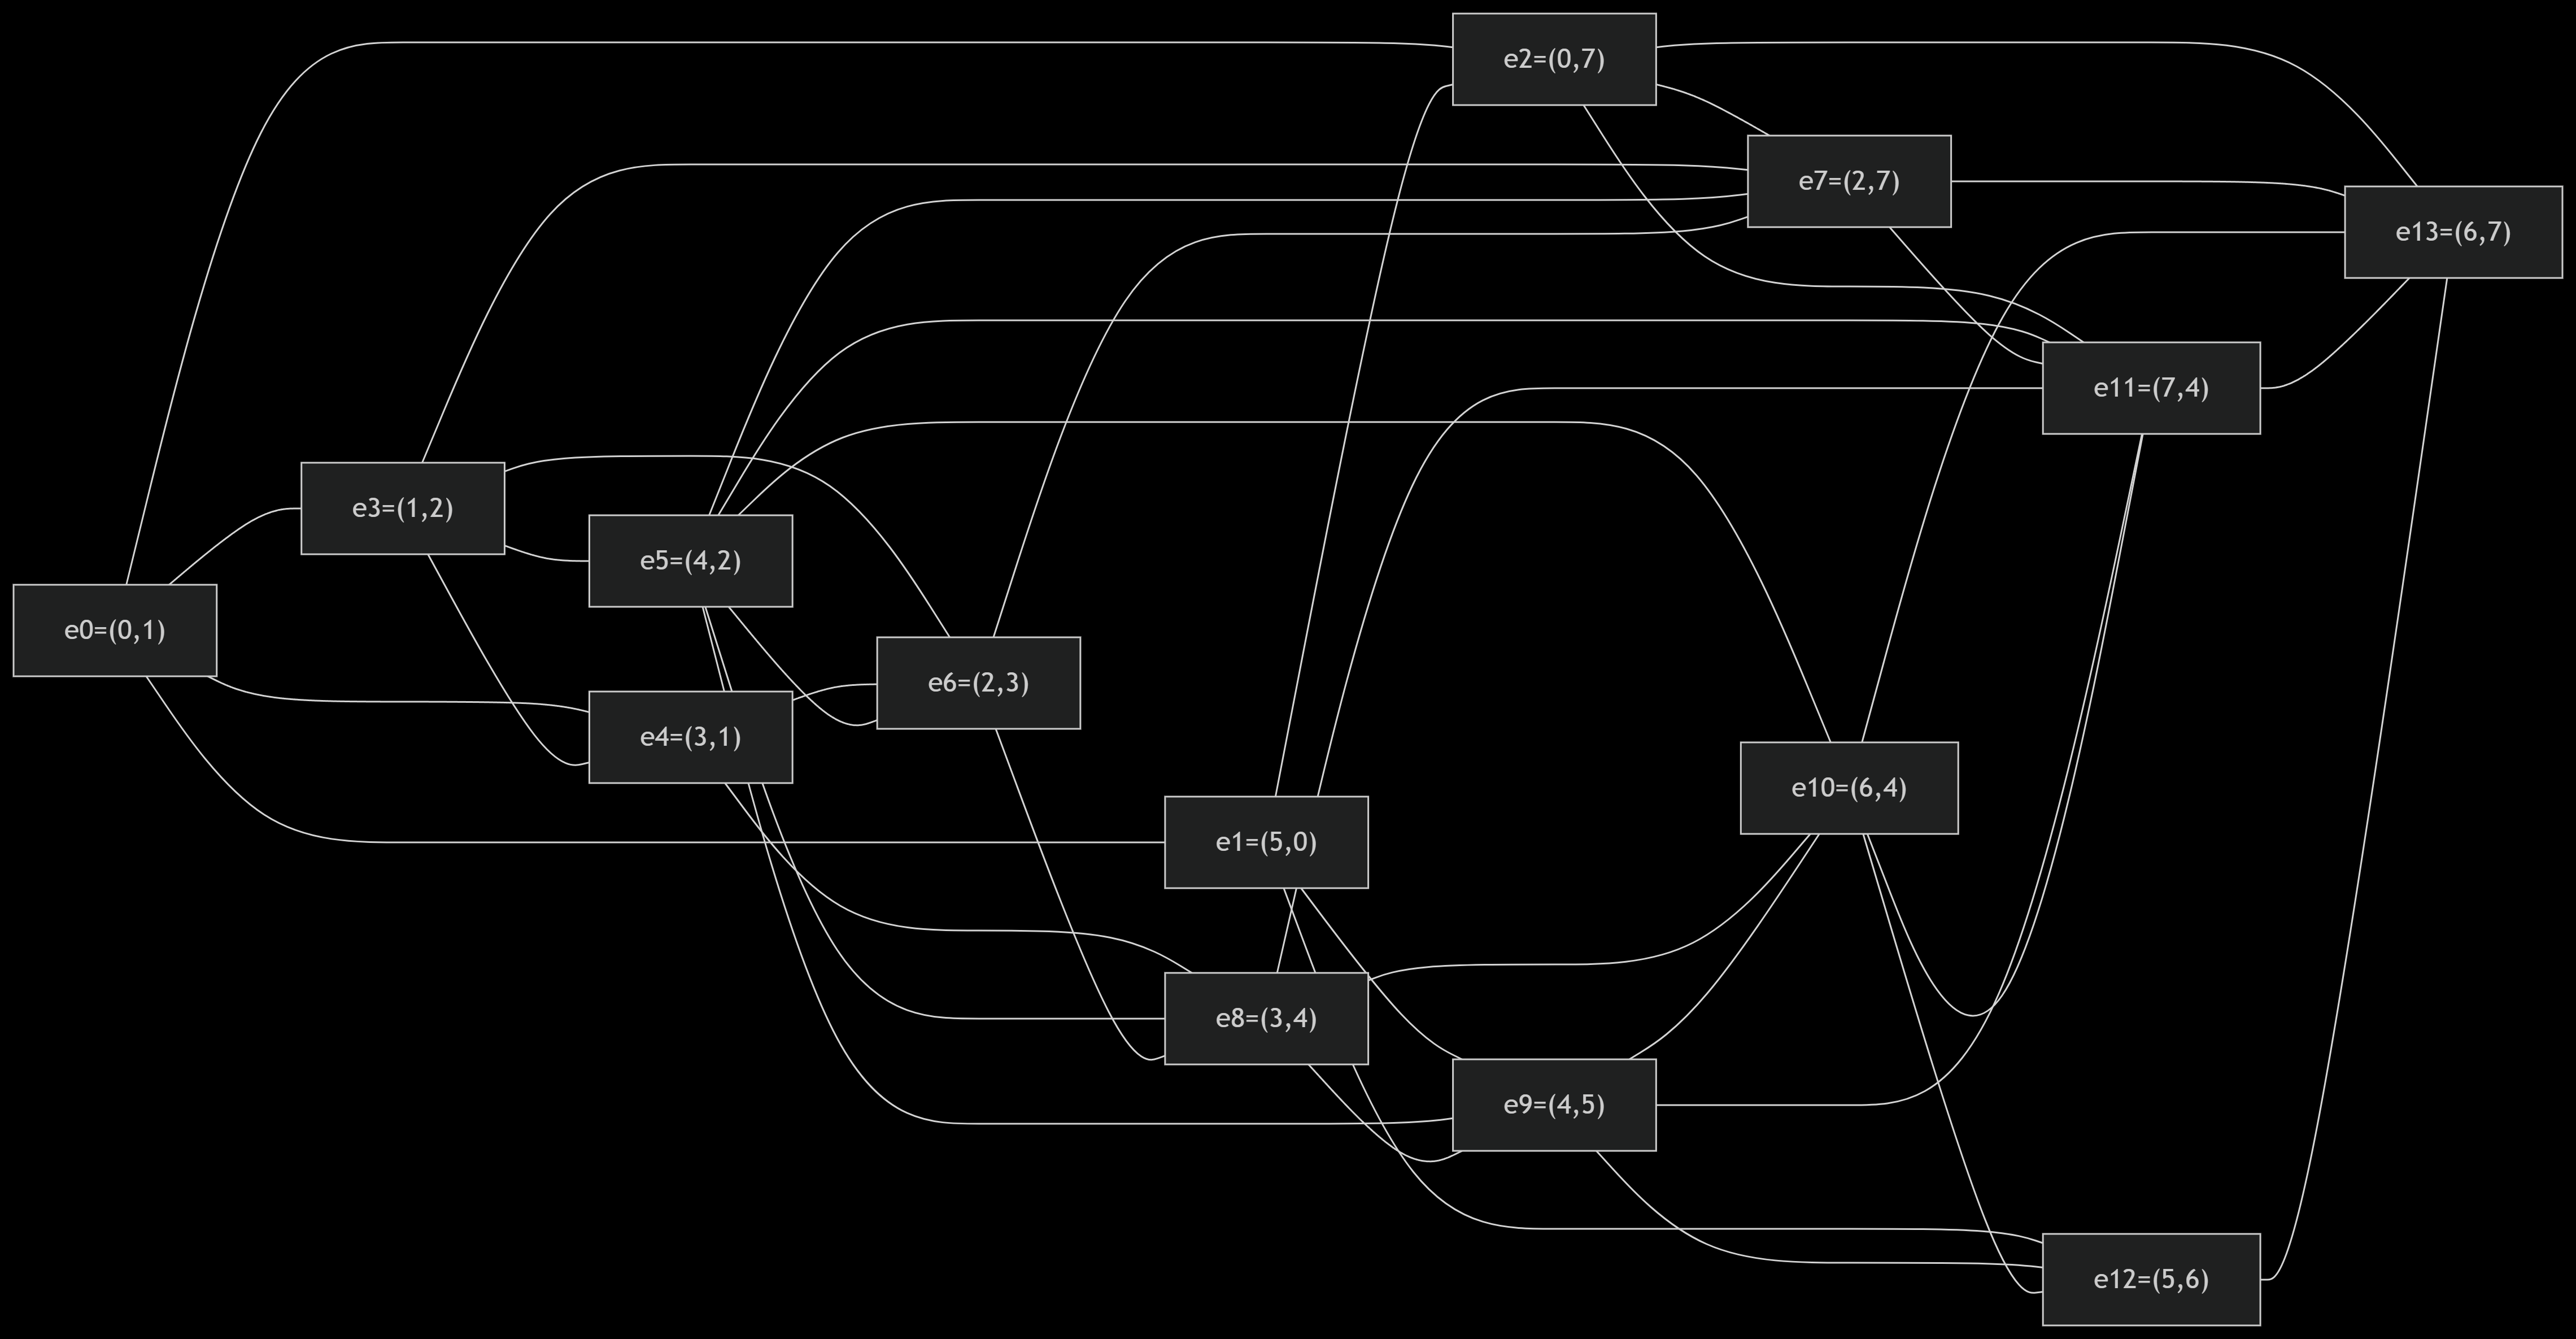 e2=(0,7)
e7=(2,7)
e13=(6,7)
e11=(7,4)
e3=(1,2)
e5=(4,2)
e0=(0,1)
e6=(2,3)
e4=(3,1)
e10=(6,4)
e1=(5,0)
e8=(3,4)
e9=(4,5)
e12=(5,6)